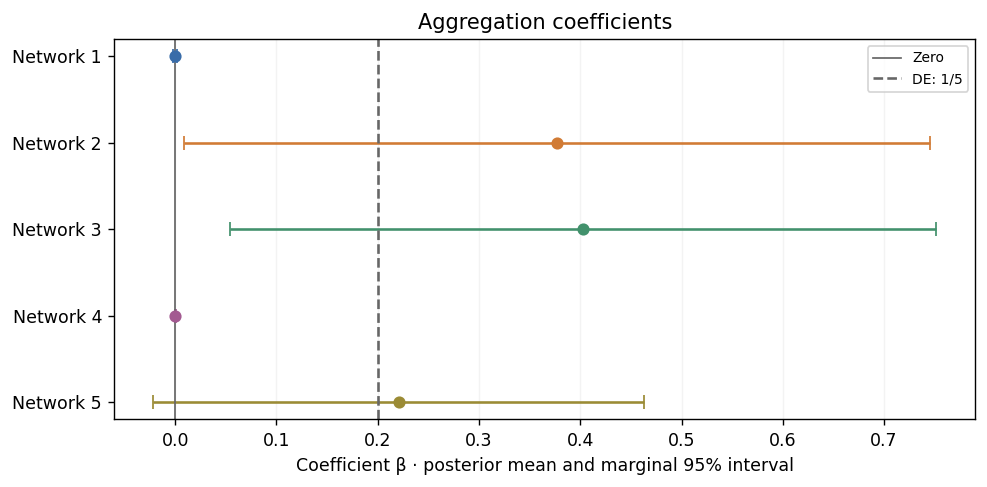 Aggregation coefficients
Network 1
Network 2
Network 3
Network 4
Network 5
Zero
DE: 1/5
0.0 0.1 0.2 0.3 0.4 0.5 0.6 0.7
Coefficient β · posterior mean and marginal 95% interval